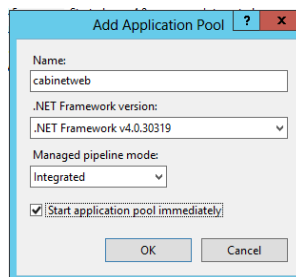 Add Application Pool
? x
Name:
cabinetweb
.NET Framework version:
.NET Framework v4.0.30319
Managed pipeline mode:
Integrated
Start application pool immediately
OK Cancel